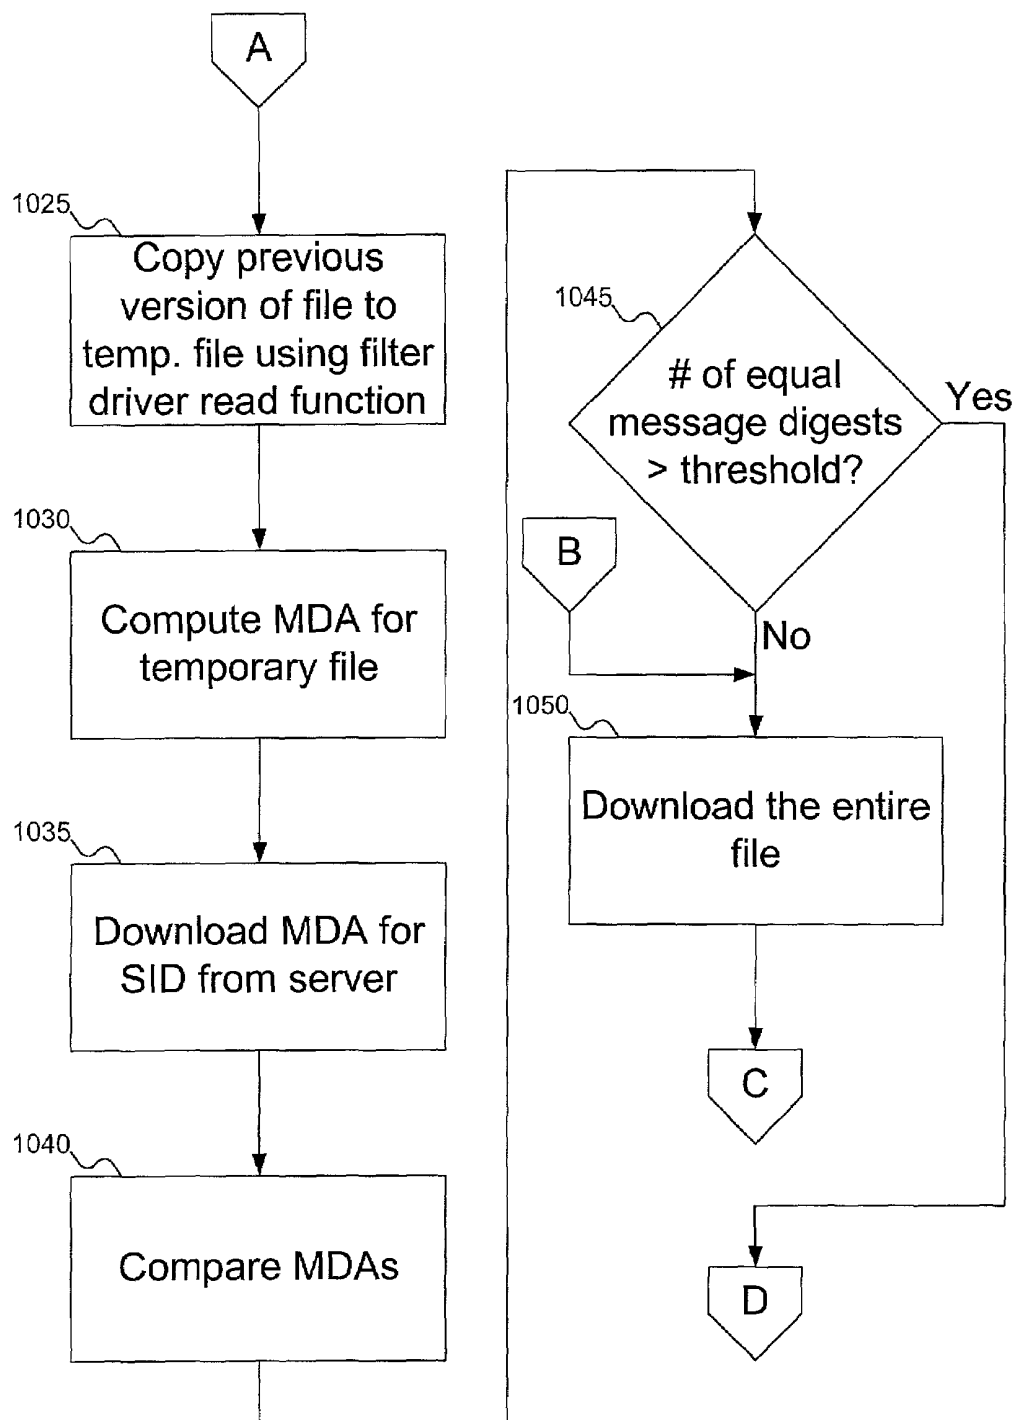 A
1025
Copy previous
version of file to
temp. file using filter
driver read function
1030
Compute MDA for
temporary file
1035
Download MDA for
SID from server
1040
Compare MDAs
1045
# of equal
message digests
> threshold?
Yes
B
No
1050
Download the entire
file
C
D